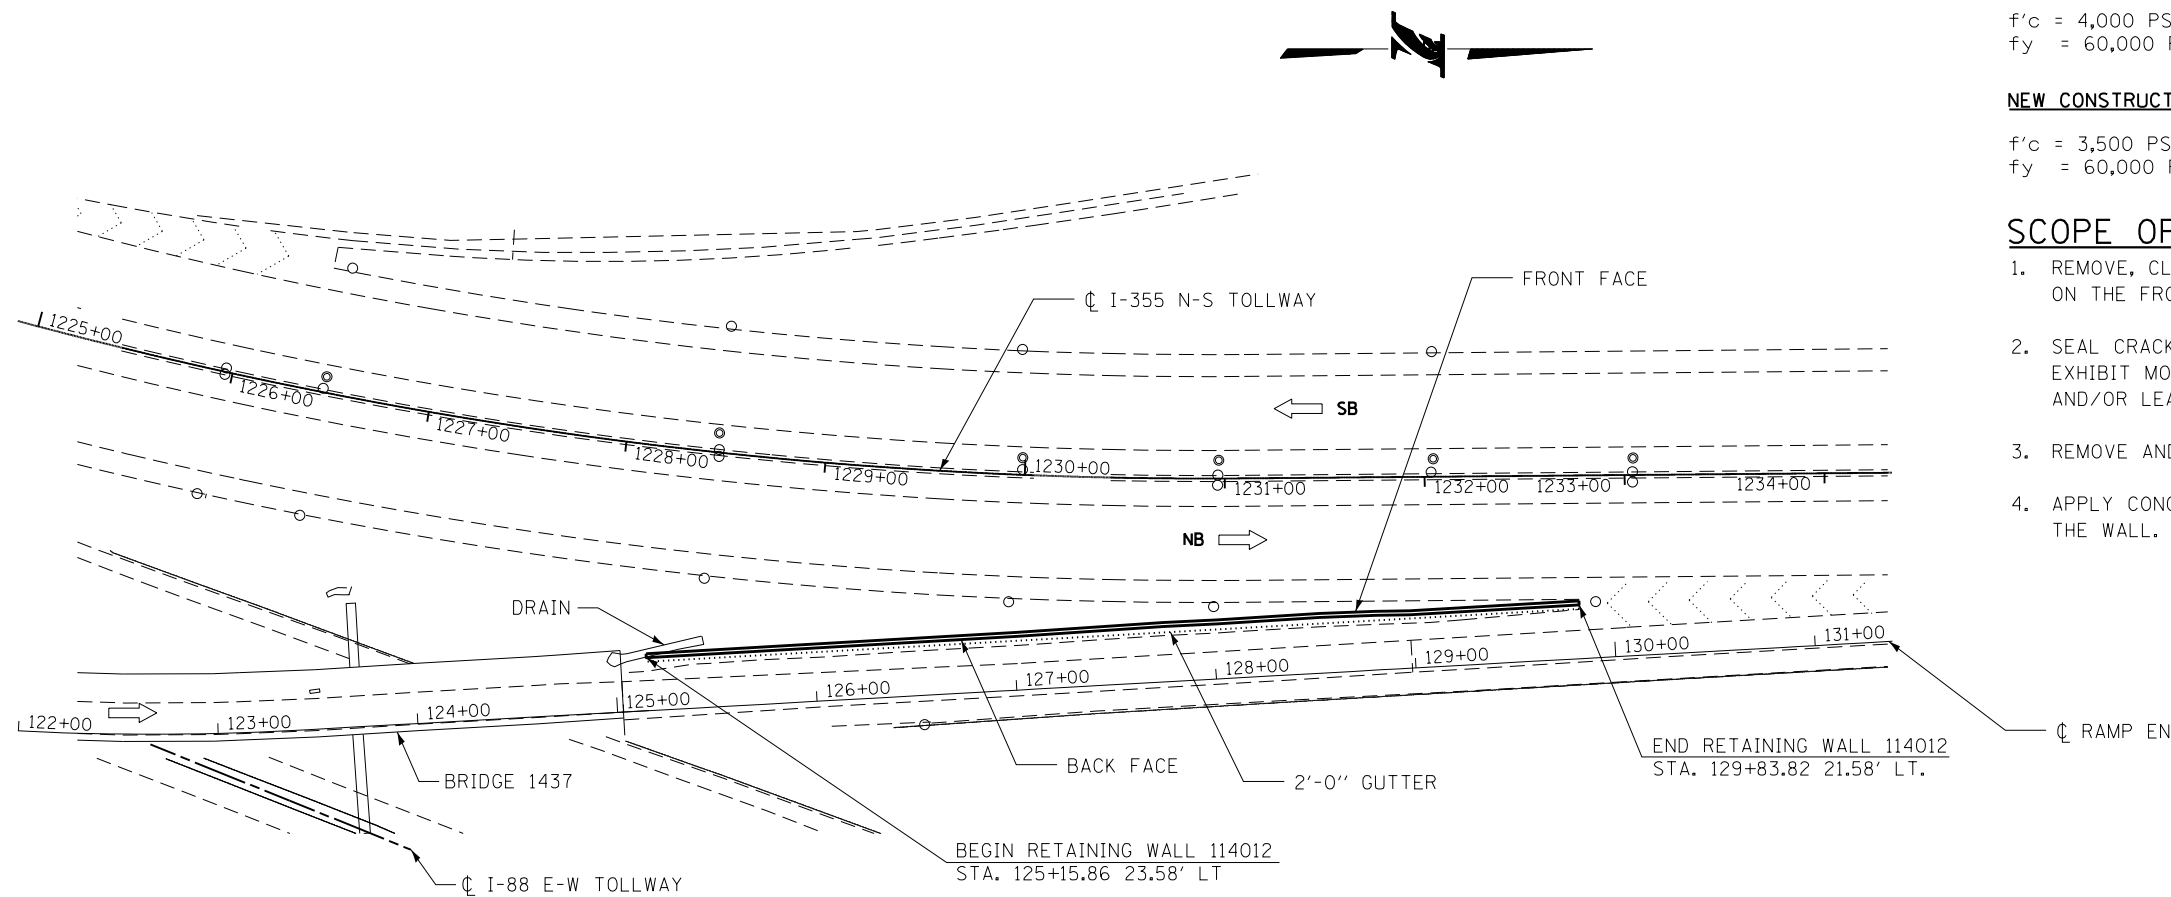 f'c = 4,000 PS
fy = 60,000
NEW CONSTRUCT
f'c = 3,500 PS
fy = 60,000
SCOPE OF
1. REMOVE, CL
ON THE FRO
2. SEAL CRACK
EXHIBIT MO
AND/OR LEA
3. REMOVE AND
4. APPLY CONC
THE WALL.
N
FRONT FACE
℄ I-355 N-S TOLLWAY
1225+00
1226+00
1227+00
1228+00
1229+00
1230+00
1231+00
1232+00
1233+00
1234+00
SB
NB
DRAIN
122+00
123+00
124+00
125+00
126+00
127+00
128+00
129+00
130+00
131+00
BRIDGE 1437
BACK FACE
2'-0" GUTTER
END RETAINING WALL 114012
STA. 129+83.82 21.58' LT.
℄ RAMP EN
BEGIN RETAINING WALL 114012
STA. 125+15.86 23.58' LT
℄ I-88 E-W TOLLWAY